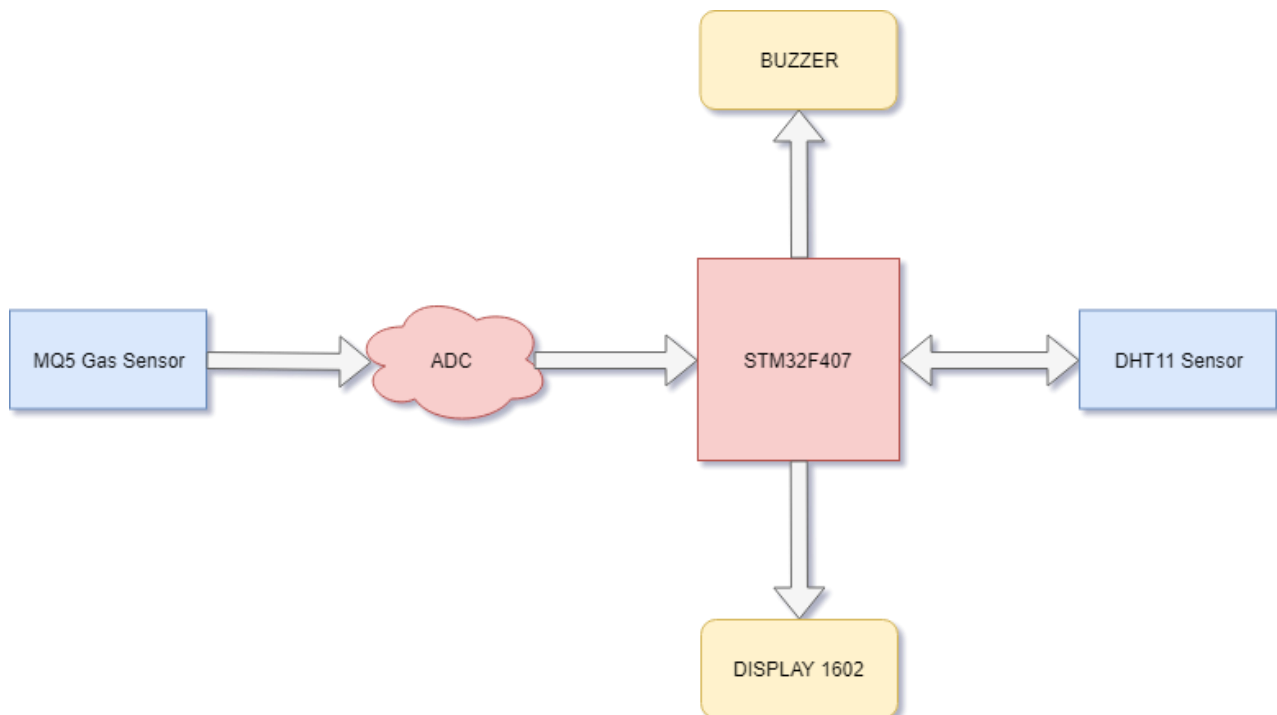 BUZZER
MQ5 Gas Sensor
ADC
STM32F407
DHT11 Sensor
DISPLAY 1602